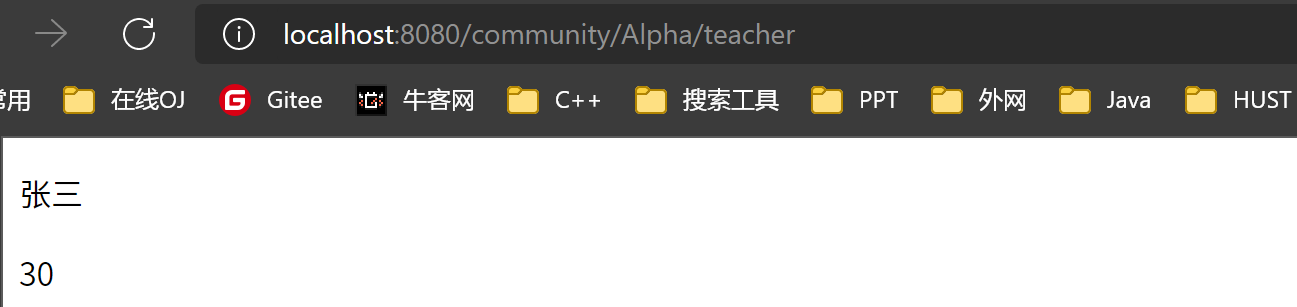 localhost:8080/community/Alpha/teacher
常用 在线OJ Gitee 牛客网 C++ 搜索工具 PPT 外网 Java HUST
张三
30